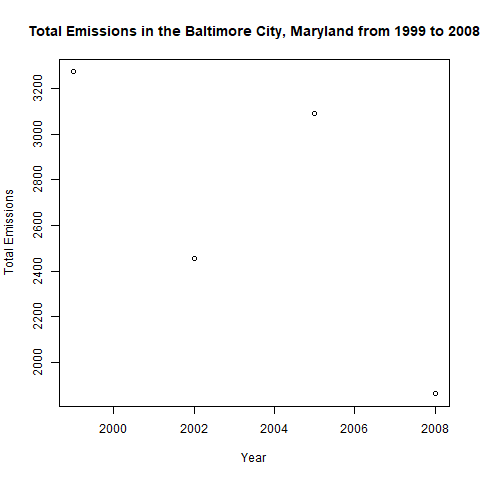 Total Emissions in the Baltimore City, Maryland from 1999 to 2008
Total Emissions
3200
3000
2800
2600
2400
2200
2000
2000 2002 2004 2006 2008
Year